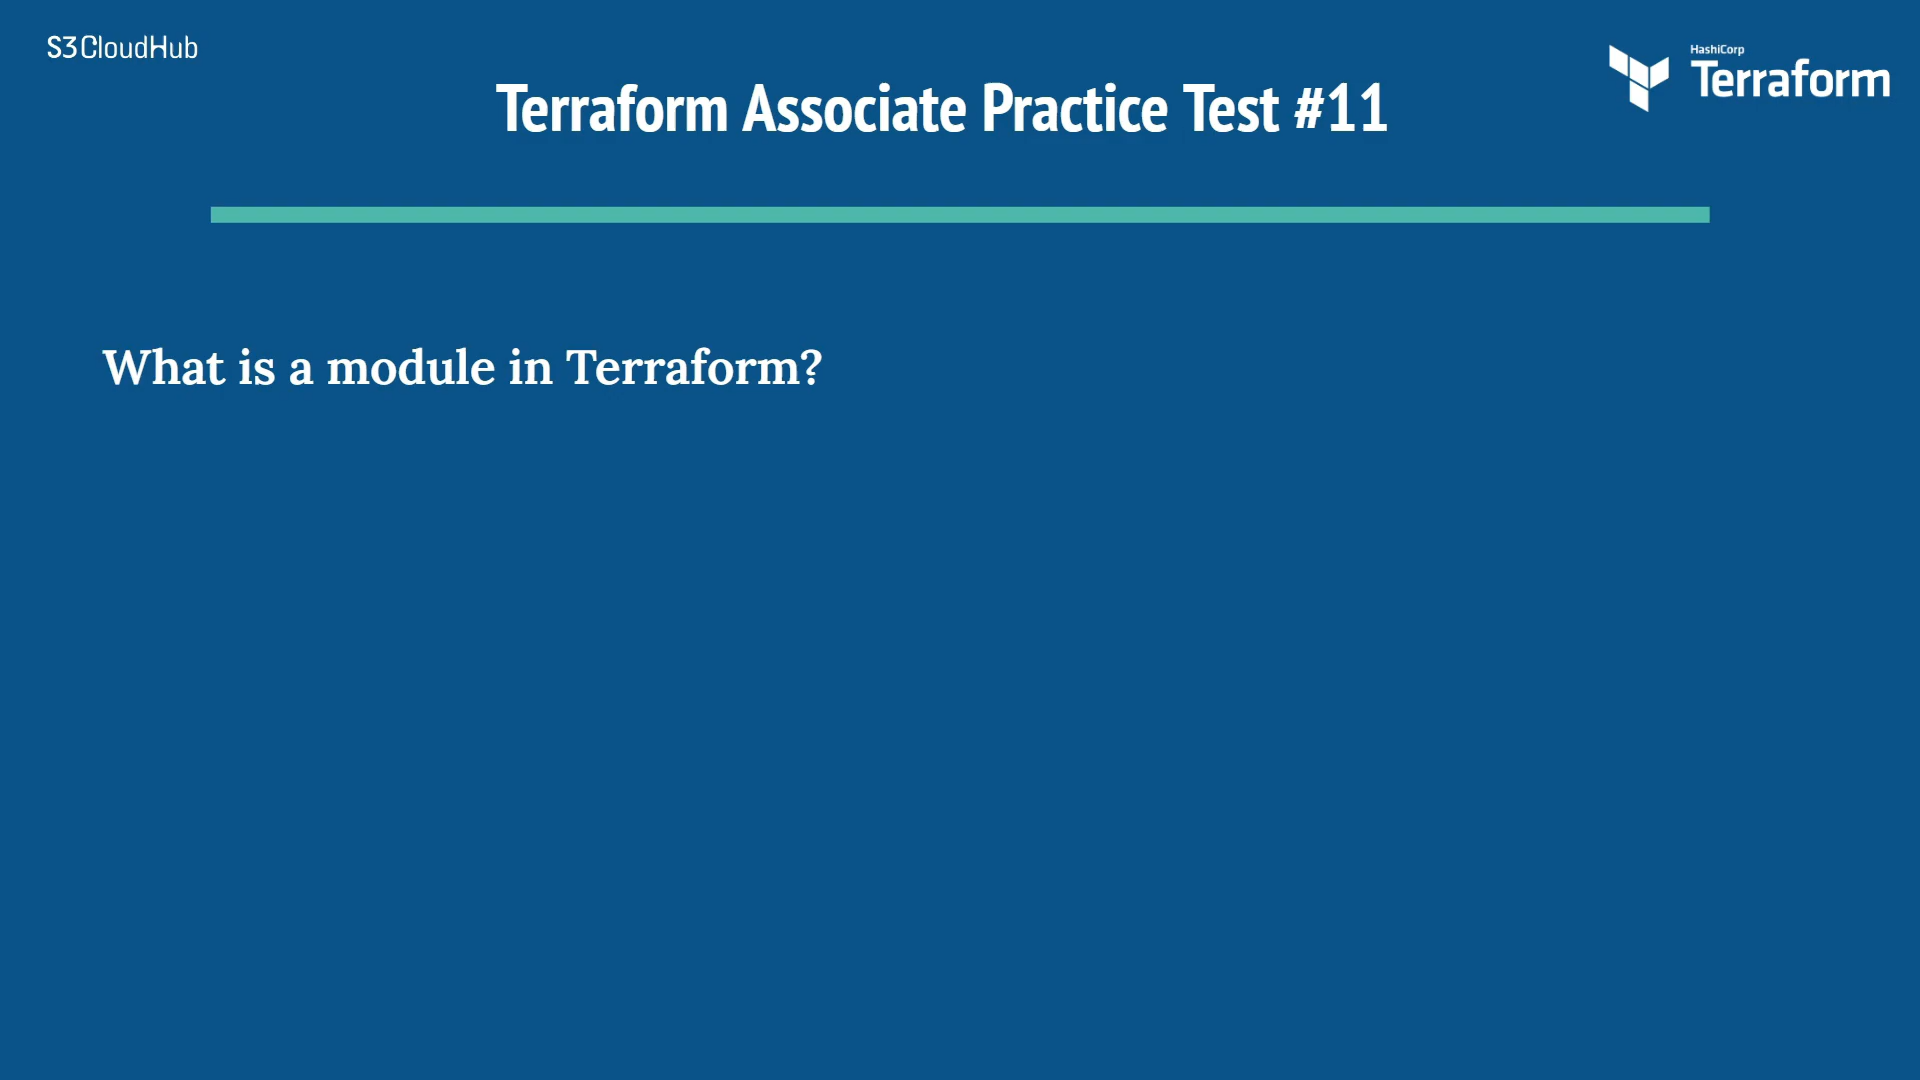 S3CloudHub
HashiCorp
Terraform
Terraform Associate Practice Test #11
What is a module in Terraform?